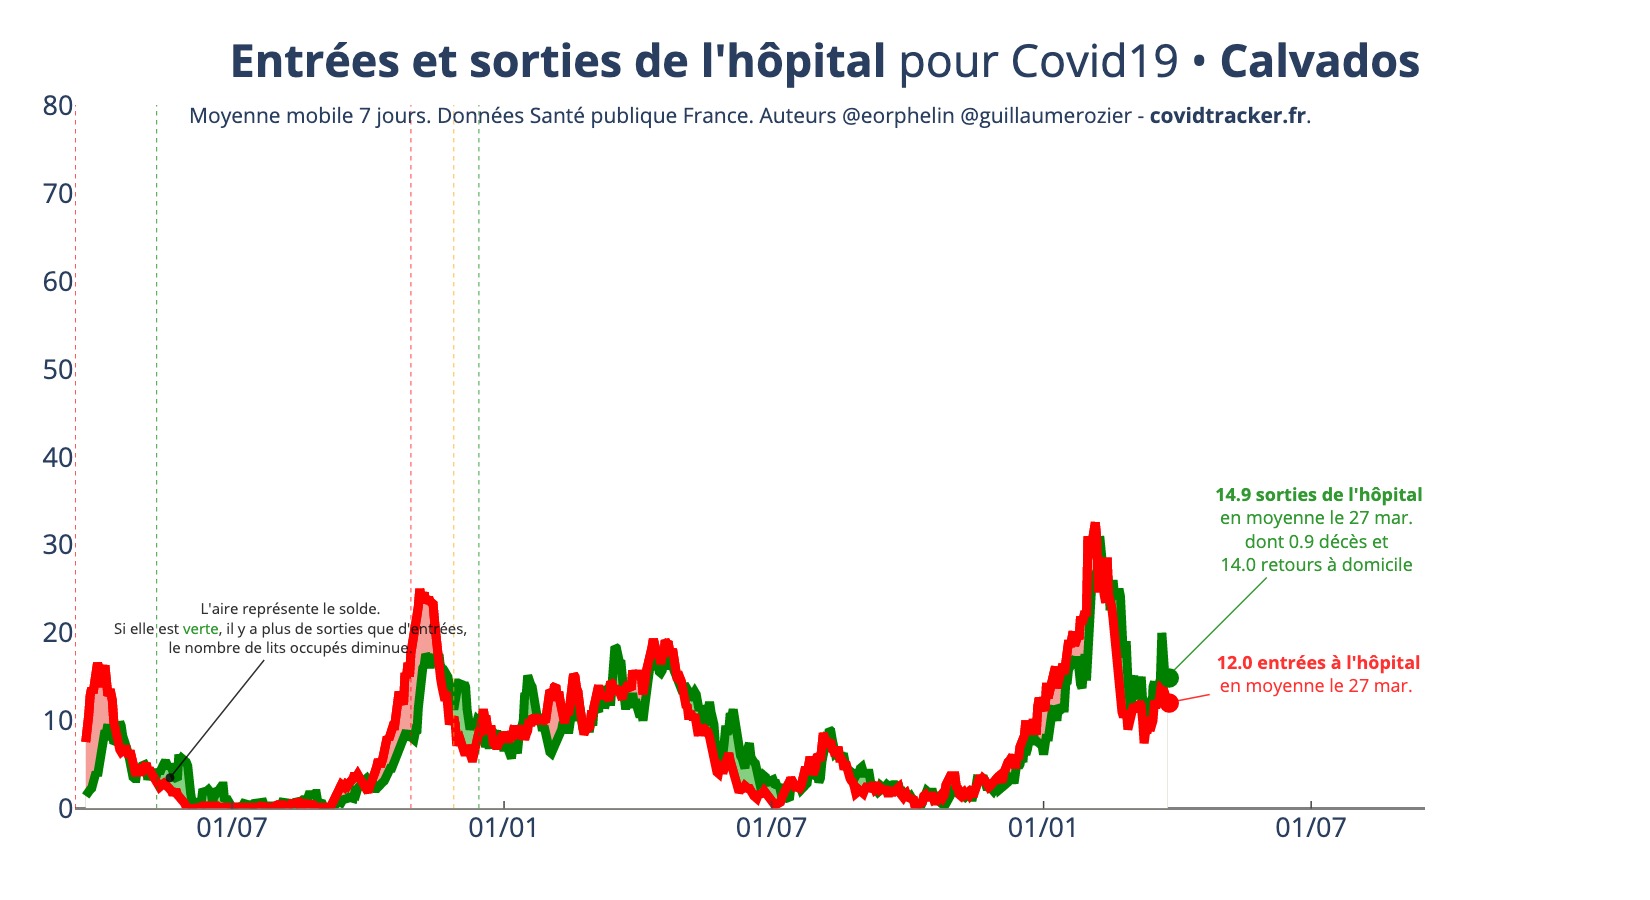 Entrées et sorties de l'hôpital pour Covid19 • Calvados
Moyenne mobile 7 jours. Données Santé publique France. Auteurs @eorphelin @guillaumerozier - covidtracker.fr.
80
70
60
50
40
30
20
10
0
L'aire représente le solde.
Si elle est verte, il y a plus de sorties que d'entrées,
le nombre de lits occupés diminue.
14.9 sorties de l'hôpital
en moyenne le 27 mar.
dont 0.9 décès et
14.0 retours à domicile
12.0 entrées à l'hôpital
en moyenne le 27 mar.
01/07
01/01
01/07
01/01
01/07